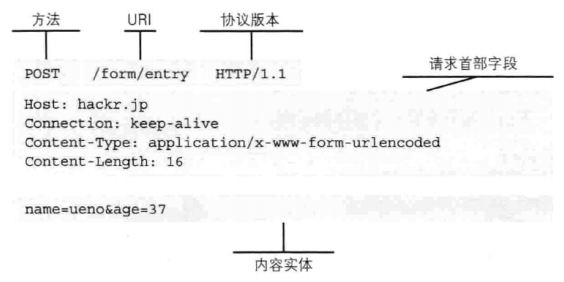 方法 URI 协议版本
请求首部字段
POST /form/entry HTTP/1.1
Host: hackr.jp
Connection: keep-alive
Content-Type: application/x-www-form-urlencoded
Content-Length: 16
name=ueno&age=37
内容实体